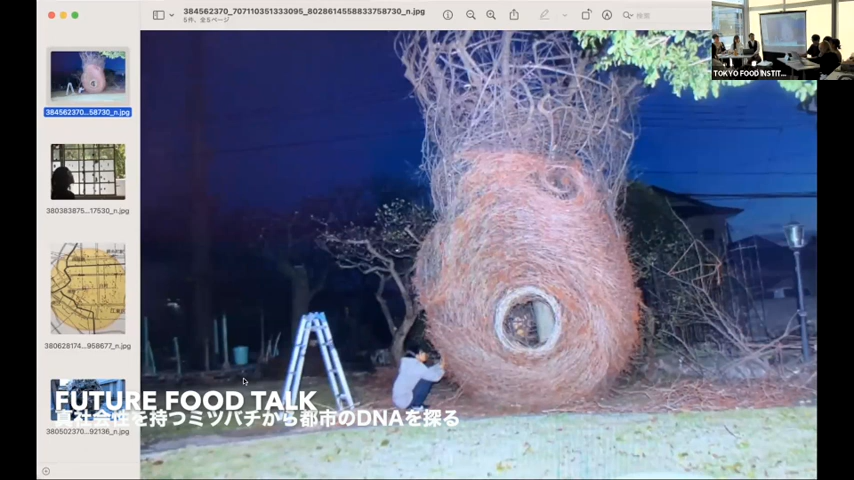 384562370_707110351333095_8028614558833758730_n.jpg
5件、全5ページ
検索
TOKYO FOOD INSTIT...
384562370...58730_n.jpg
380383875...17530_n.jpg
380628174...958677_n.jpg
380502370...92136_n.jpg
FUTURE FOOD TALK
真社会性を持つミツバチから都市のDNAを探る